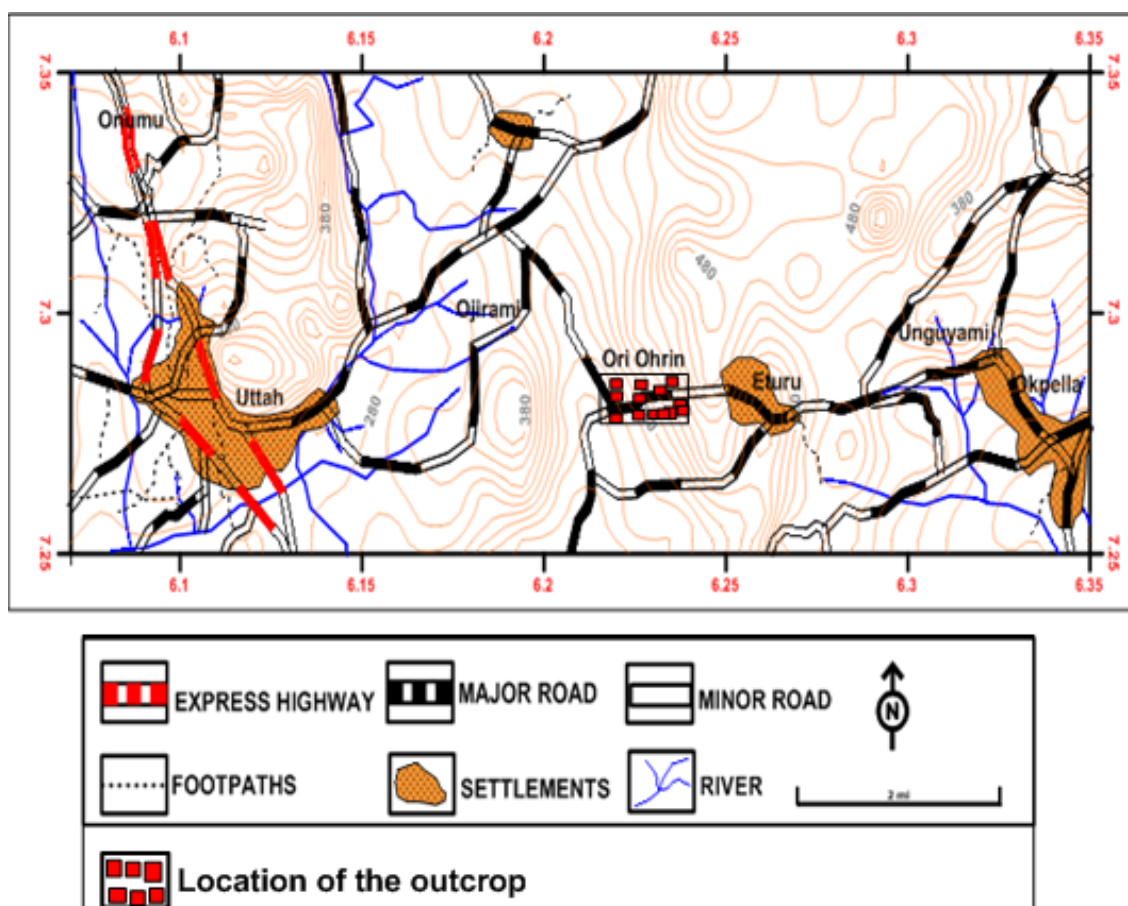 6.1 6.15 6.2 6.25 6.3 6.35
7.35 7.35
Onumu
380
480
380
480
Ojirami
7.3 7.3
Unguyami
Ori Ohrin
Eturu
Okpella
Uttah
280
380
7.25 7.25
6.1 6.15 6.2 6.25 6.3 6.35
EXPRESS HIGHWAY
MAJOR ROAD
MINOR ROAD
N
FOOTPATHS
SETTLEMENTS
RIVER
2 mi
Location of the outcrop